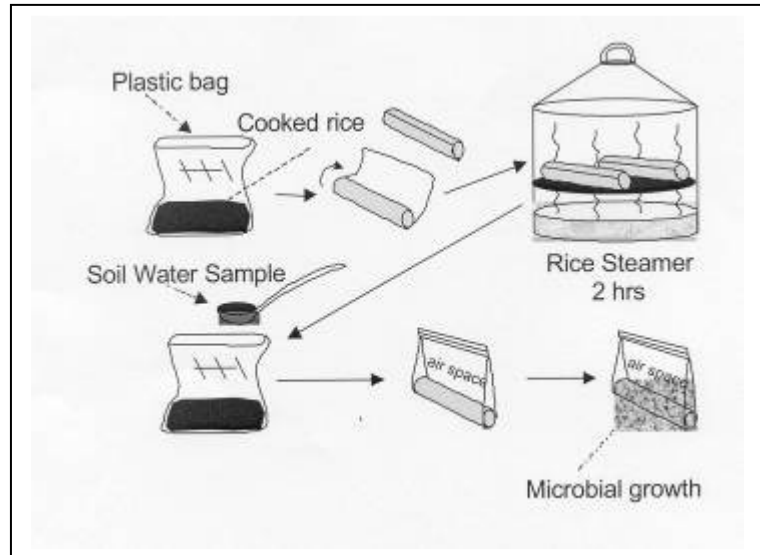 Plastic bag
Cooked rice
Soil Water Sample
Rice Steamer
2 hrs
air space
air space
Microbial growth